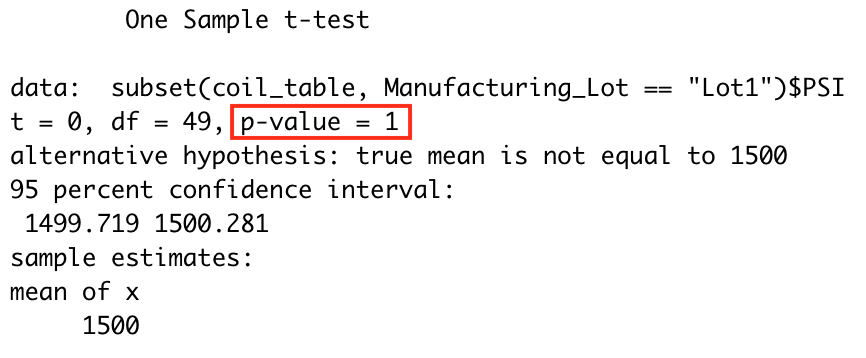 One Sample t-test
data:  subset(coil_table, Manufacturing_Lot == "Lot1")$PSI
t = 0, df = 49, p-value = 1
alternative hypothesis: true mean is not equal to 1500
95 percent confidence interval:
1499.719 1500.281
sample estimates:
mean of x
1500